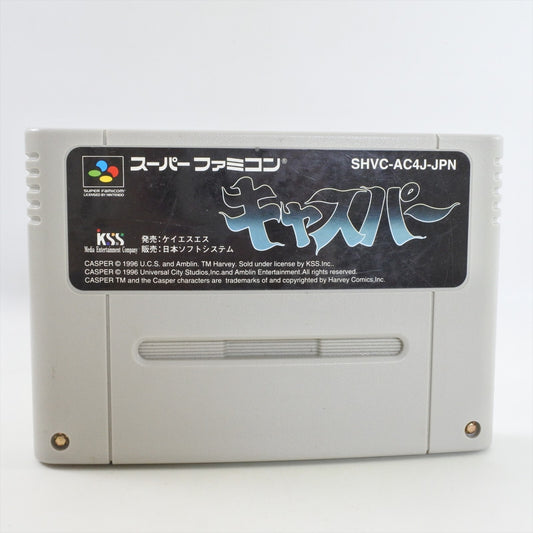 スーパーファミコン®
SHVC-AC4J-JPN
SUPER FAMICOM
LICENSED BY NINTENDO
キャスパー
KSS
Media Entertainment Company
発売:ケイエスエス
販売:日本ソフトシステム
CASPER © 1996 U.C.S. and Amblin. TM Harvey. Sold under license by KSS.Inc..
CASPER © 1996 Universal City Studios,Inc.and Amblin Entertainment.All rights reserved.
CASPER TM and the Casper characters are trademarks of and copyrighted by Harvey Comics,Inc.